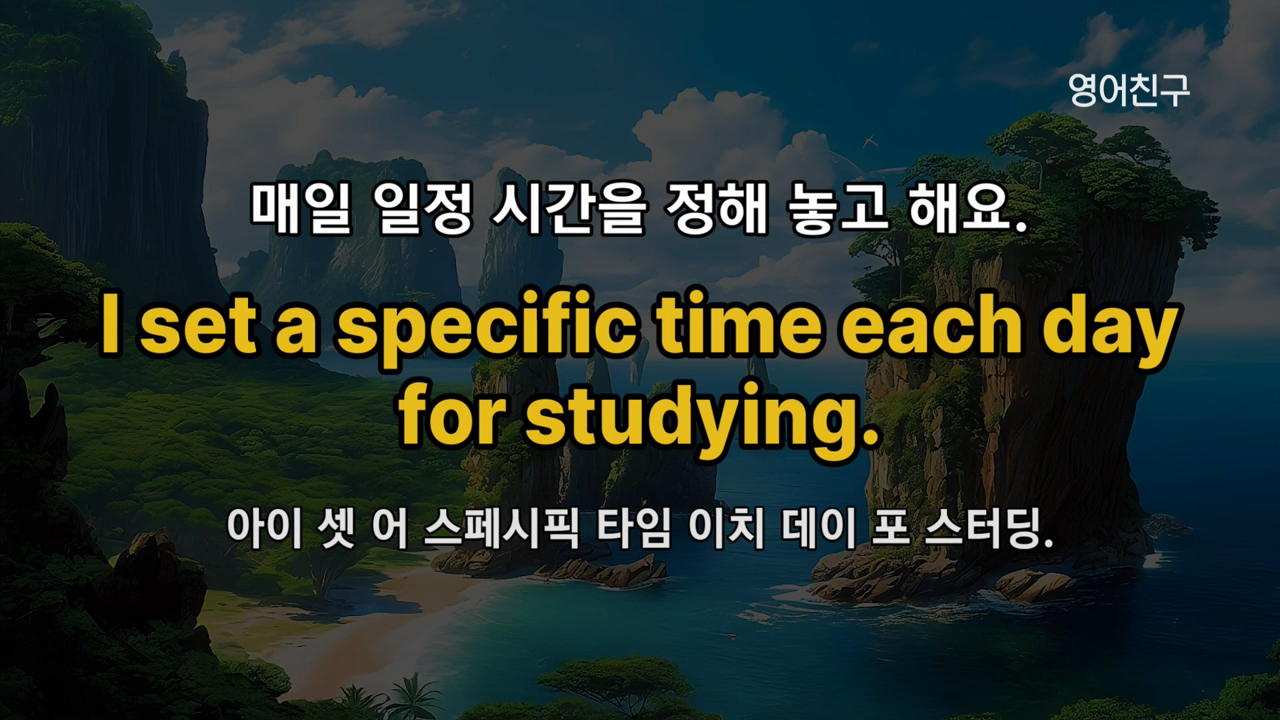 영어친구
매일 일정 시간을 정해 놓고 해요.
I set a specific time each day
for studying.
아이 셋 어 스페시픽 타임 이치 데이 포 스터딩.